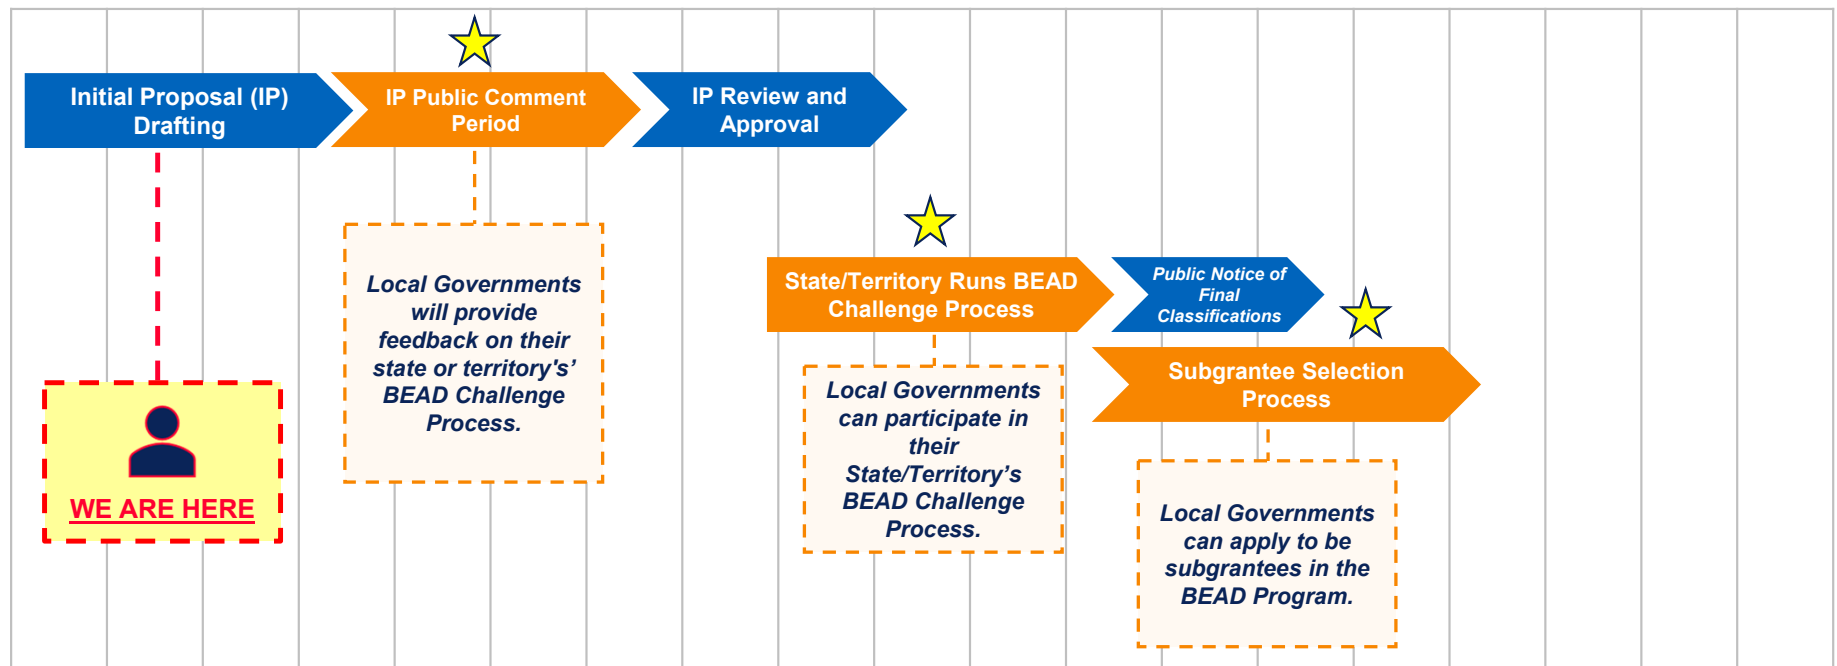 Initial Proposal (IP)
Drafting
IP Public Comment
Period
IP Review and
Approval
Local Governments
will provide
feedback on their
state or territory's’
BEAD Challenge
Process.
WE ARE HERE
State/Territory Runs BEAD
Challenge Process
Public Notice of
Final
Classifications
Subgrantee Selection
Process
Local Governments
can participate in
their
State/Territory’s
BEAD Challenge
Process.
Local Governments
can apply to be
subgrantees in the
BEAD Program.